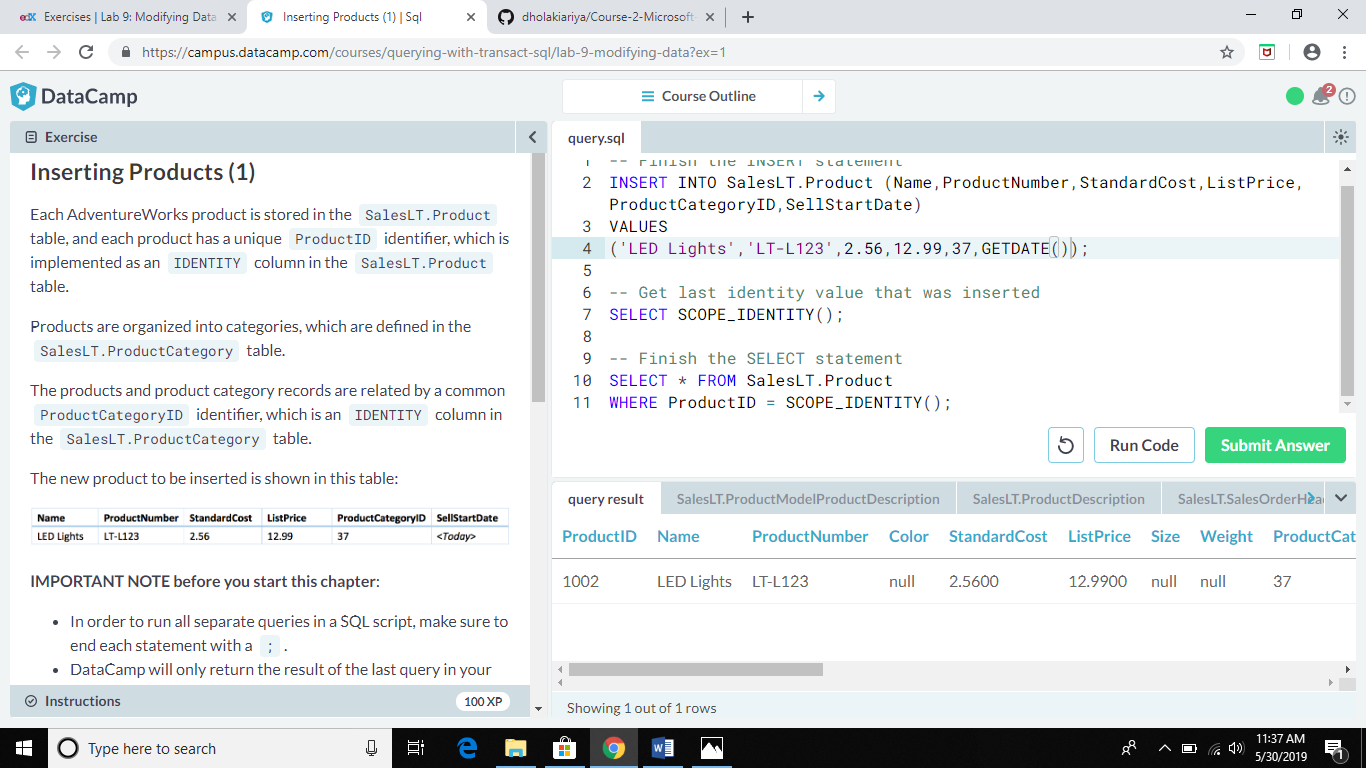 edX Exercises | Lab 9: Modifying Data
Inserting Products (1) | Sql
dholakiariya/Course-2-Microsoft-
https://campus.datacamp.com/courses/querying-with-transact-sql/lab-9-modifying-data?ex=1
DataCamp
Course Outline
2
Exercise
Inserting Products (1)
Each AdventureWorks product is stored in the SalesLT.Product
table, and each product has a unique ProductID identifier, which is
implemented as an IDENTITY column in the SalesLT.Product
table.
Products are organized into categories, which are defined in the
SalesLT.ProductCategory table.
The products and product category records are related by a common
ProductCategoryID identifier, which is an IDENTITY column in
the SalesLT.ProductCategory table.
The new product to be inserted is shown in this table:
Name ProductNumber StandardCost ListPrice ProductCategoryID SellStartDate
LED Lights LT-L123 2.56 12.99 37 <Today>
IMPORTANT NOTE before you start this chapter:
• In order to run all separate queries in a SQL script, make sure to
end each statement with a ; .
• DataCamp will only return the result of the last query in your
Instructions 100 XP
query.sql
1 -- Finish the INSERT statement
2 INSERT INTO SalesLT.Product (Name,ProductNumber,StandardCost,ListPrice,
ProductCategoryID,SellStartDate)
3 VALUES
4 ('LED Lights','LT-L123',2.56,12.99,37,GETDATE());
5
6 -- Get last identity value that was inserted
7 SELECT SCOPE_IDENTITY();
8
9 -- Finish the SELECT statement
10 SELECT * FROM SalesLT.Product
11 WHERE ProductID = SCOPE_IDENTITY();
Run Code
Submit Answer
query result SalesLT.ProductModelProductDescription SalesLT.ProductDescription SalesLT.SalesOrderHea
ProductID Name ProductNumber Color StandardCost ListPrice Size Weight ProductCat
1002 LED Lights LT-L123 null 2.5600 12.9900 null null 37
Showing 1 out of 1 rows
Type here to search
11:37 AM
5/30/2019
1